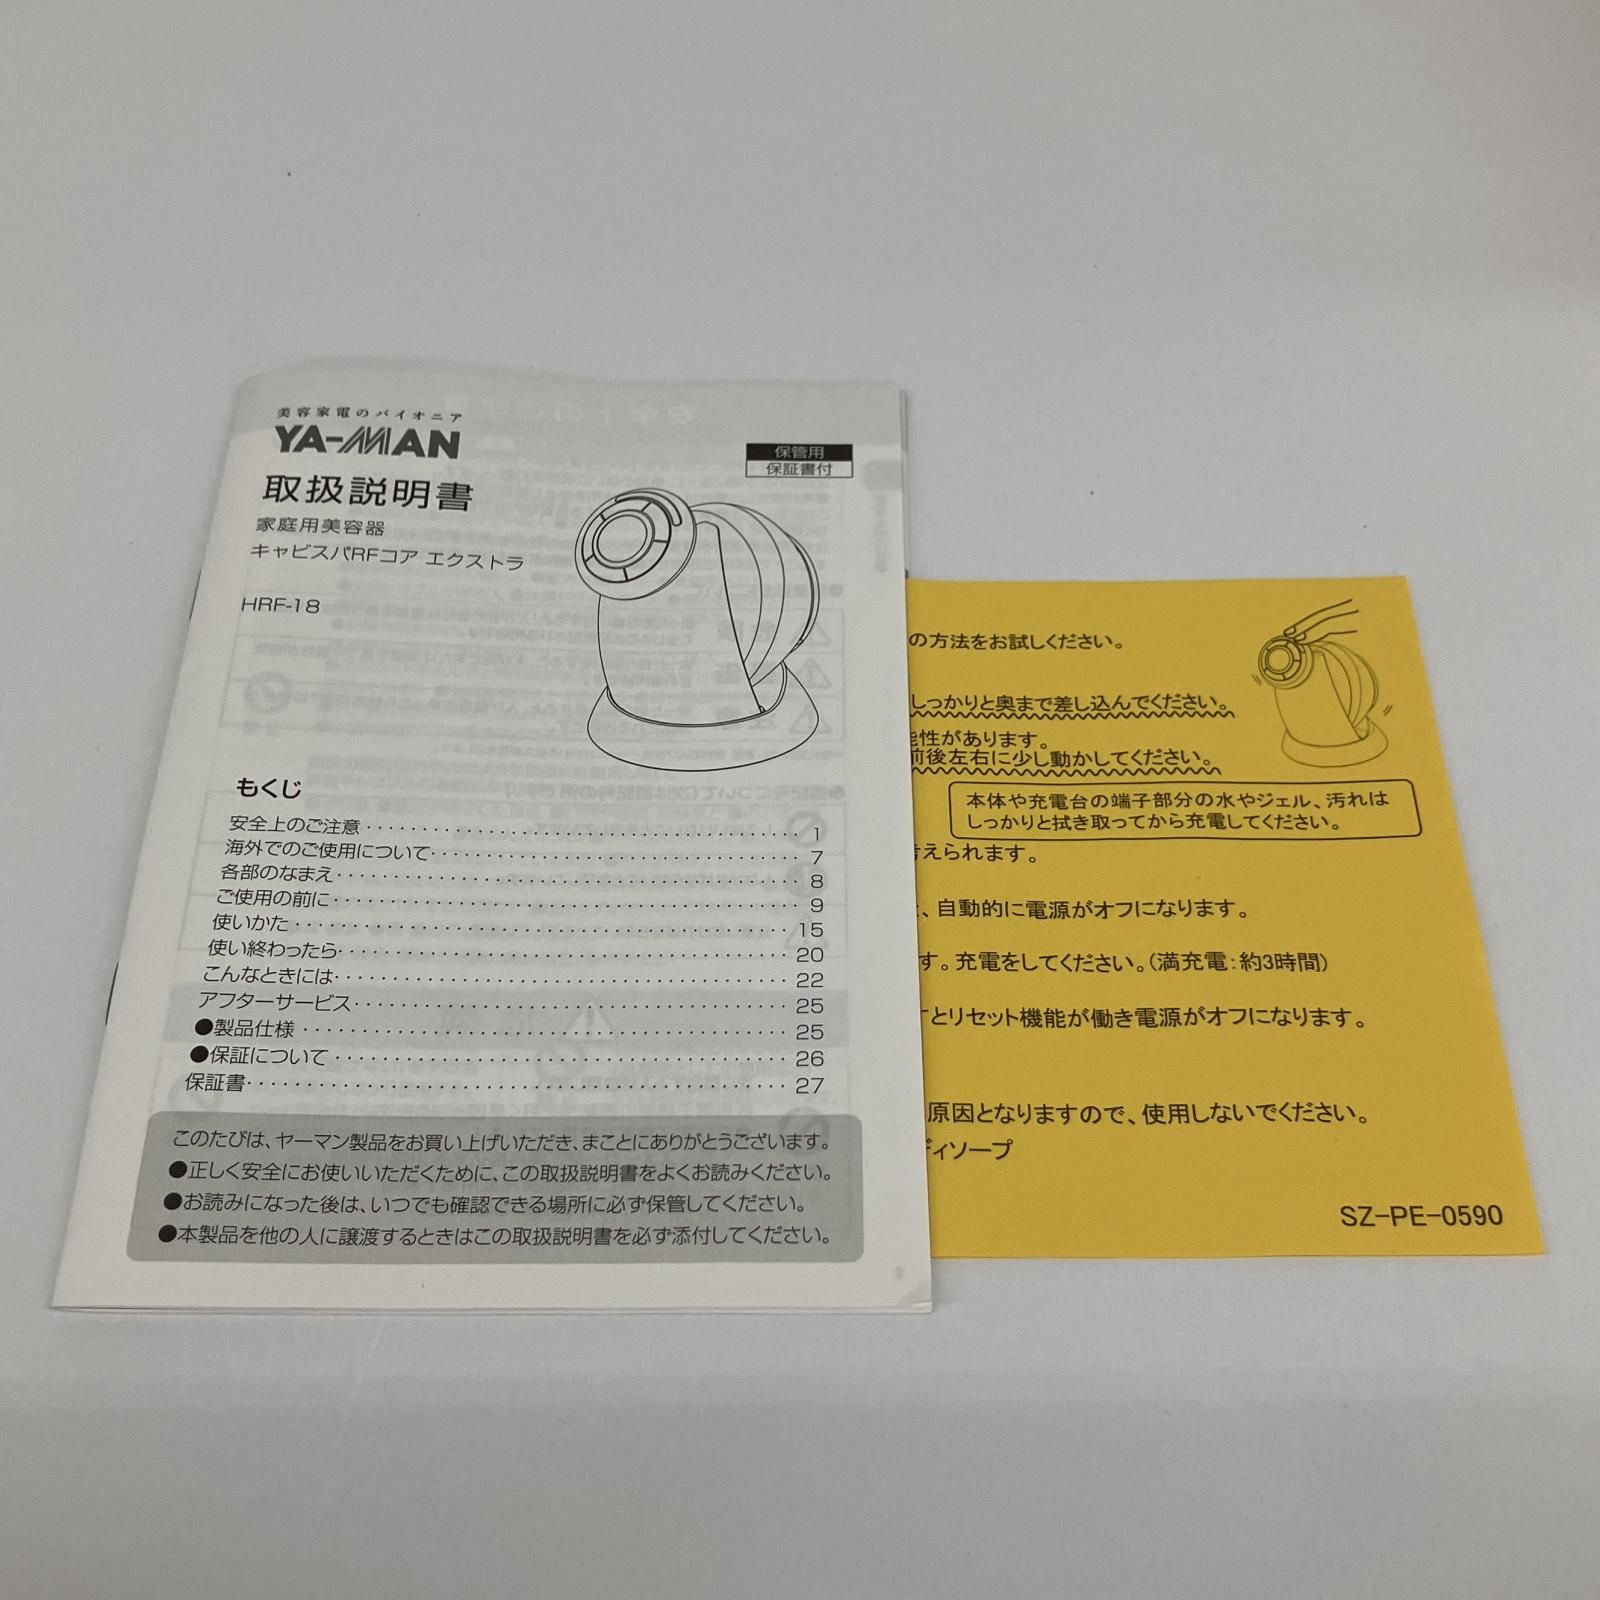 美容家電のパイオニア
YA-MAN
取扱説明書
家庭用美容器
キャビスパRFコア エクストラ
HRF-18
保管用
保証書付
もくじ
安全上のご注意 1
海外でのご使用について 7
各部のなまえ 8
ご使用の前に 9
使いかた 15
使い終わったら 20
こんなときには 22
アフターサービス 25
●製品仕様 25
●保証について 26
保証書 27
このたびは、ヤーマン製品をお買い上げいただき、まことにありがとうございます。
●正しく安全にお使いいただくために、この取扱説明書をよくお読みください。
●お読みになった後は、いつでも確認できる場所に必ず保管してください。
●本製品を他の人に譲渡するときはこの取扱説明書を必ず添付してください。
の方法をお試しください。
しっかりと奥まで差し込んでください。
能性があります。
前後左右に少し動かしてください。
本体や充電台の端子部分の水やジェル、汚れは
しっかりと拭き取ってから充電してください。
考えられます。
、自動的に電源がオフになります。
す。充電をしてください。(満充電:約3時間)
とリセット機能が働き電源がオフになります。
原因となりますので、使用しないでください。
ディソープ
SZ-PE-0590